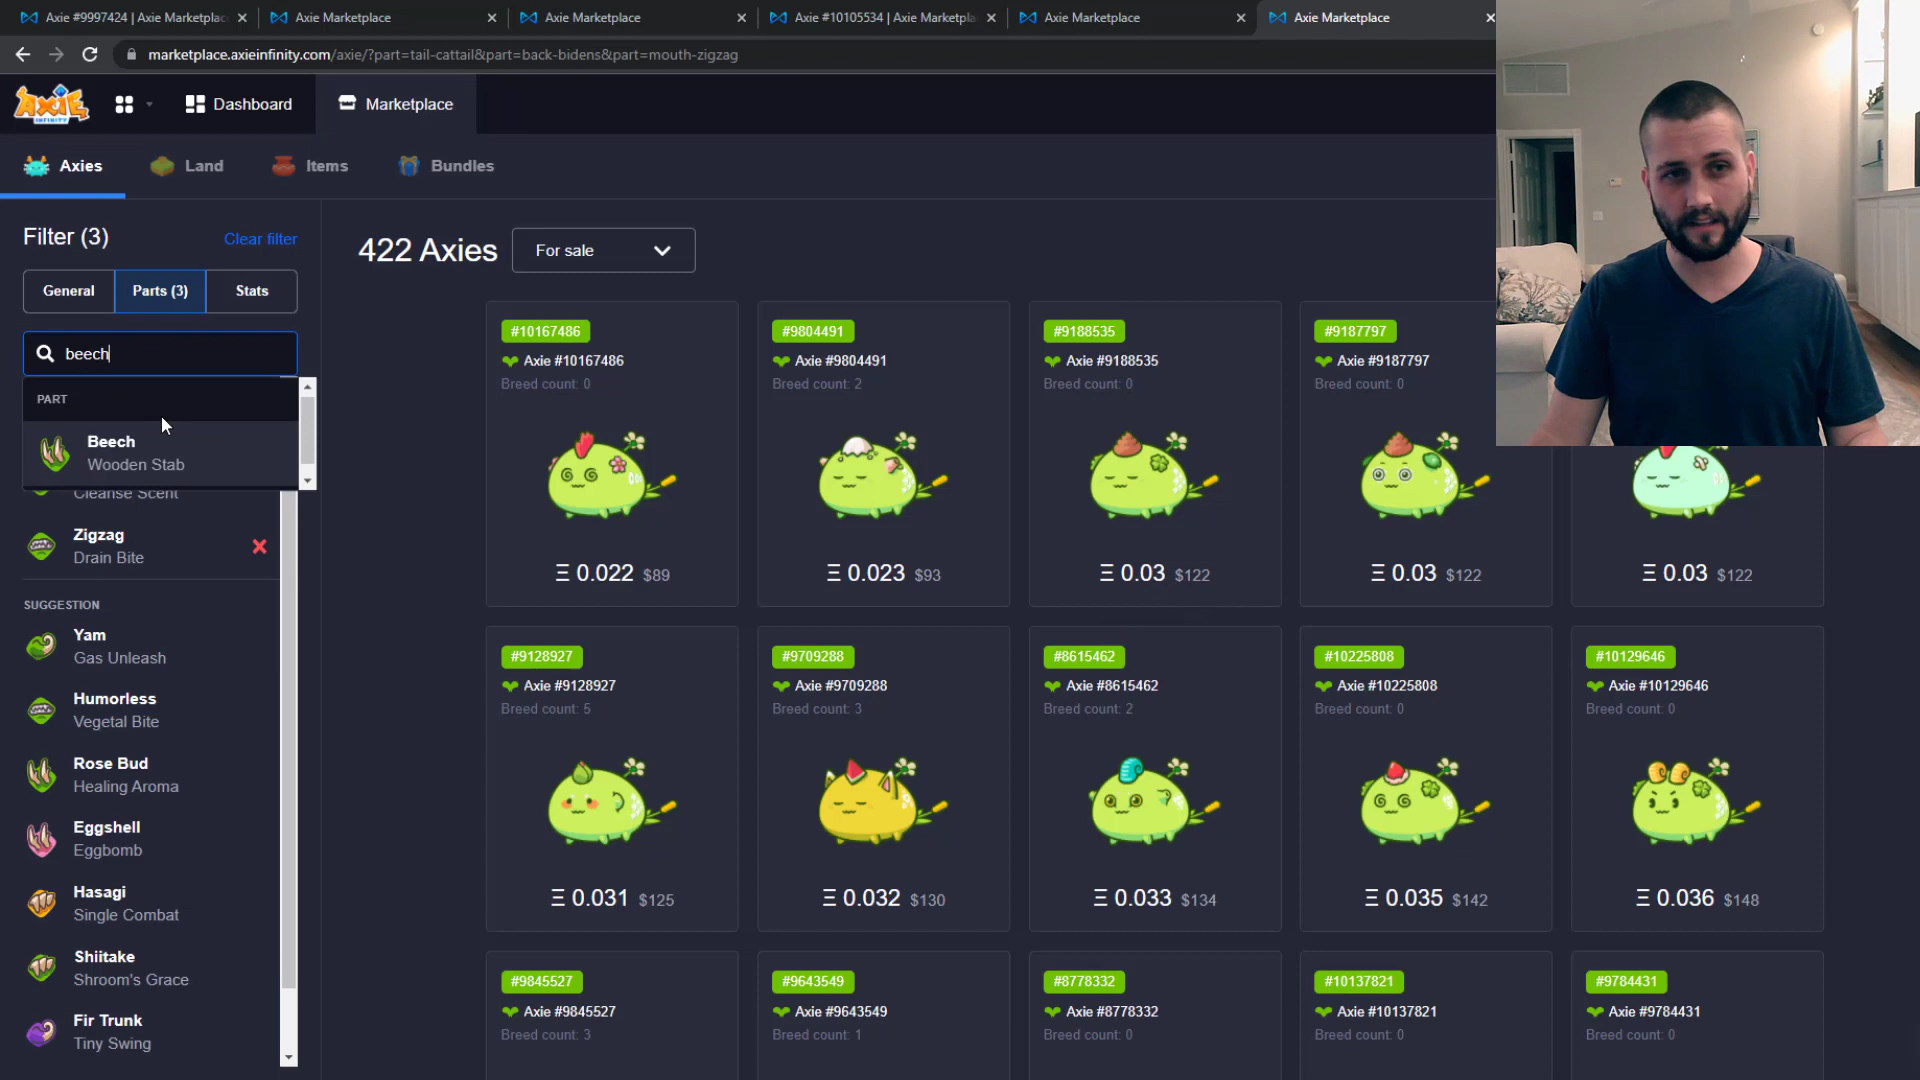 Axie #9997424 | Axie Marketplac
Axie Marketplace
Axie Marketplace
Axie #10105534 | Axie Marketpla
Axie Marketplace
Axie Marketplace
marketplace.axieinfinity.com/axie/?part=tail-cattail&part=back-bidens&part=mouth-zigzag
AXIE
INFINITY
Dashboard
Marketplace
Axies
Land
Items
Bundles
Filter (3)
Clear filter
General
Parts (3)
Stats
beech
PART
Beech
Wooden Stab
Cleanse Scent
Zigzag
Drain Bite
SUGGESTION
Yam
Gas Unleash
Humorless
Vegetal Bite
Rose Bud
Healing Aroma
Eggshell
Eggbomb
Hasagi
Single Combat
Shiitake
Shroom's Grace
Fir Trunk
Tiny Swing
422 Axies
For sale
#10167486
Axie #10167486
Breed count: 0
Ξ 0.022 $89
#9804491
Axie #9804491
Breed count: 2
Ξ 0.023 $93
#9188535
Axie #9188535
Breed count: 0
Ξ 0.03 $122
#9187797
Axie #9187797
Breed count: 0
Ξ 0.03 $122
Ξ 0.03 $122
#9128927
Axie #9128927
Breed count: 5
Ξ 0.031 $125
#9709288
Axie #9709288
Breed count: 3
Ξ 0.032 $130
#8615462
Axie #8615462
Breed count: 2
Ξ 0.033 $134
#10225808
Axie #10225808
Breed count: 0
Ξ 0.035 $142
#10129646
Axie #10129646
Breed count: 0
Ξ 0.036 $148
#9845527
Axie #9845527
Breed count: 3
#9643549
Axie #9643549
Breed count: 1
#8778332
Axie #8778332
Breed count: 0
#10137821
Axie #10137821
Breed count: 0
#9784431
Axie #9784431
Breed count: 0